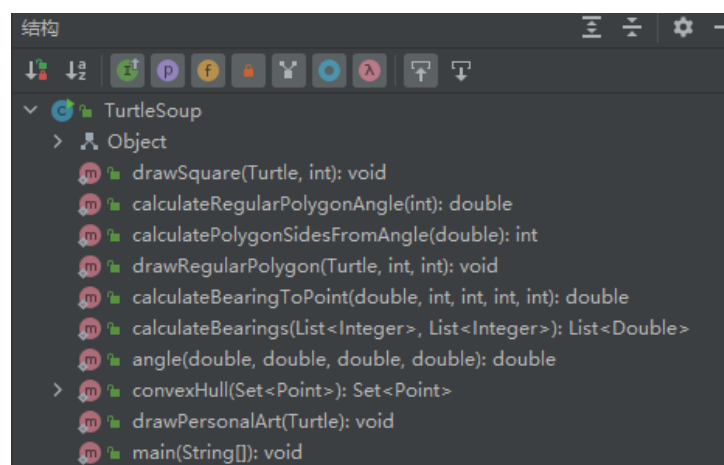 结构
TurtleSoup
Object
drawSquare(Turtle, int): void
calculateRegularPolygonAngle(int): double
calculatePolygonSidesFromAngle(double): int
drawRegularPolygon(Turtle, int, int): void
calculateBearingToPoint(double, int, int, int, int): double
calculateBearings(List<Integer>, List<Integer>): List<Double>
angle(double, double, double, double): double
convexHull(Set<Point>): Set<Point>
drawPersonalArt(Turtle): void
main(String[]): void